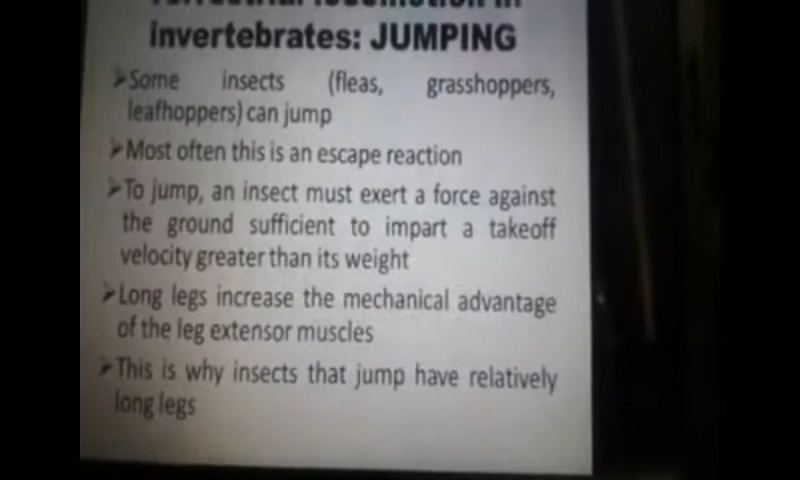 invertebrates: JUMPING
➢Some insects (fleas, grasshoppers,
leafhoppers) can jump
➢Most often this is an escape reaction
➢To jump, an insect must exert a force against
the ground sufficient to impart a takeoff
velocity greater than its weight
➢Long legs increase the mechanical advantage
of the leg extensor muscles
➢This is why insects that jump have relatively
long legs